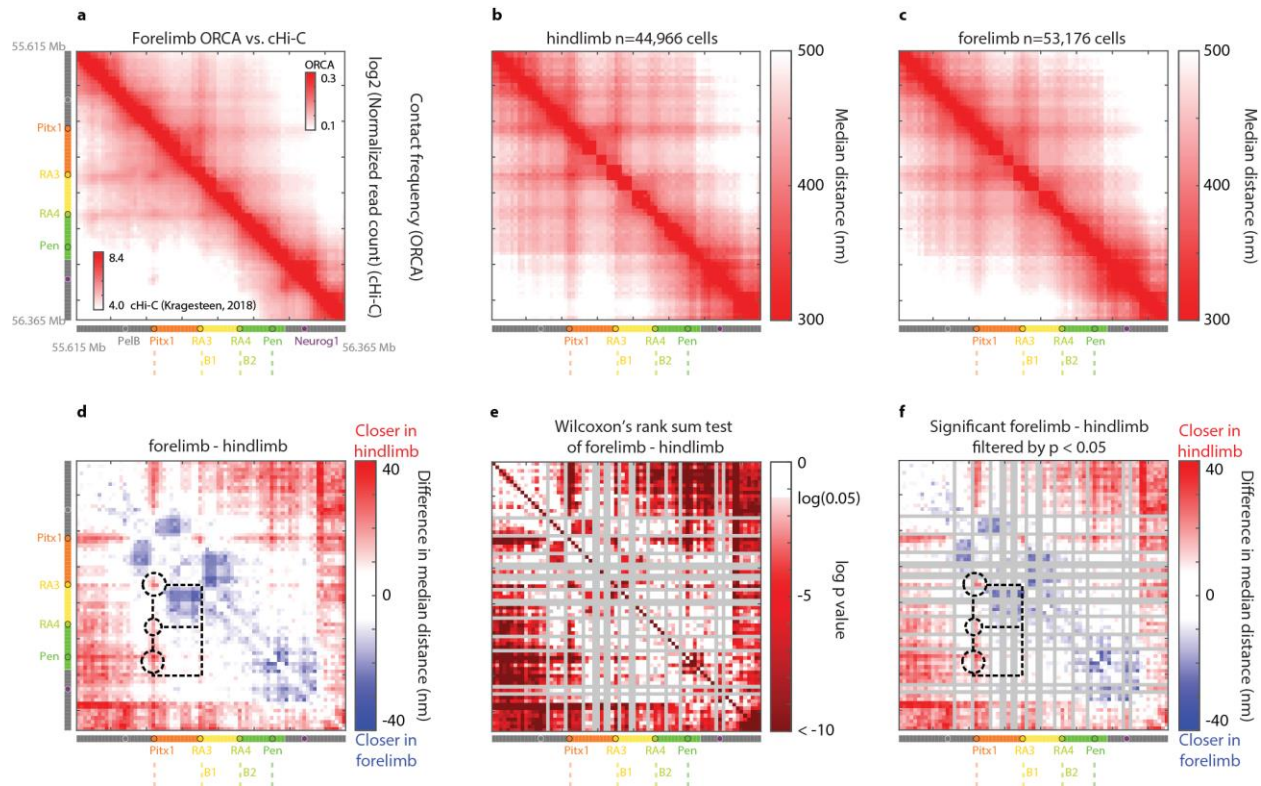 a
Forelimb ORCA vs. cHi-C
55.615 Mb
ORCA
0.3
0.1
Pitx1
RA3
RA4
Pen
8.4
4.0
cHi-C (Kragesteen, 2018)
56.365 Mb
55.615 Mb
PelB
Pitx1
RA3
RA4
Pen
Neurog1
56.365 Mb
B1
B2
log2 (Normalized read count) (cHi-C)
Contact frequency (ORCA)
b
hindlimb n=44,966 cells
500
400
300
Median distance (nm)
Pitx1
RA3
RA4
Pen
B1
B2
c
forelimb n=53,176 cells
500
400
300
Median distance (nm)
Pitx1
RA3
RA4
Pen
B1
B2
d
forelimb - hindlimb
Closer in
hindlimb
40
0
-40
Closer in
forelimb
Difference in median distance (nm)
Pitx1
RA3
RA4
Pen
Pitx1
RA3
RA4
Pen
B1
B2
e
Wilcoxon's rank sum test
of forelimb - hindlimb
0
log(0.05)
-5
< -10
log p value
Pitx1
RA3
RA4
Pen
B1
B2
f
Significant forelimb - hindlimb
filtered by p < 0.05
Closer in
hindlimb
40
0
-40
Closer in
forelimb
Difference in median distance (nm)
Pitx1
RA3
RA4
Pen
B1
B2